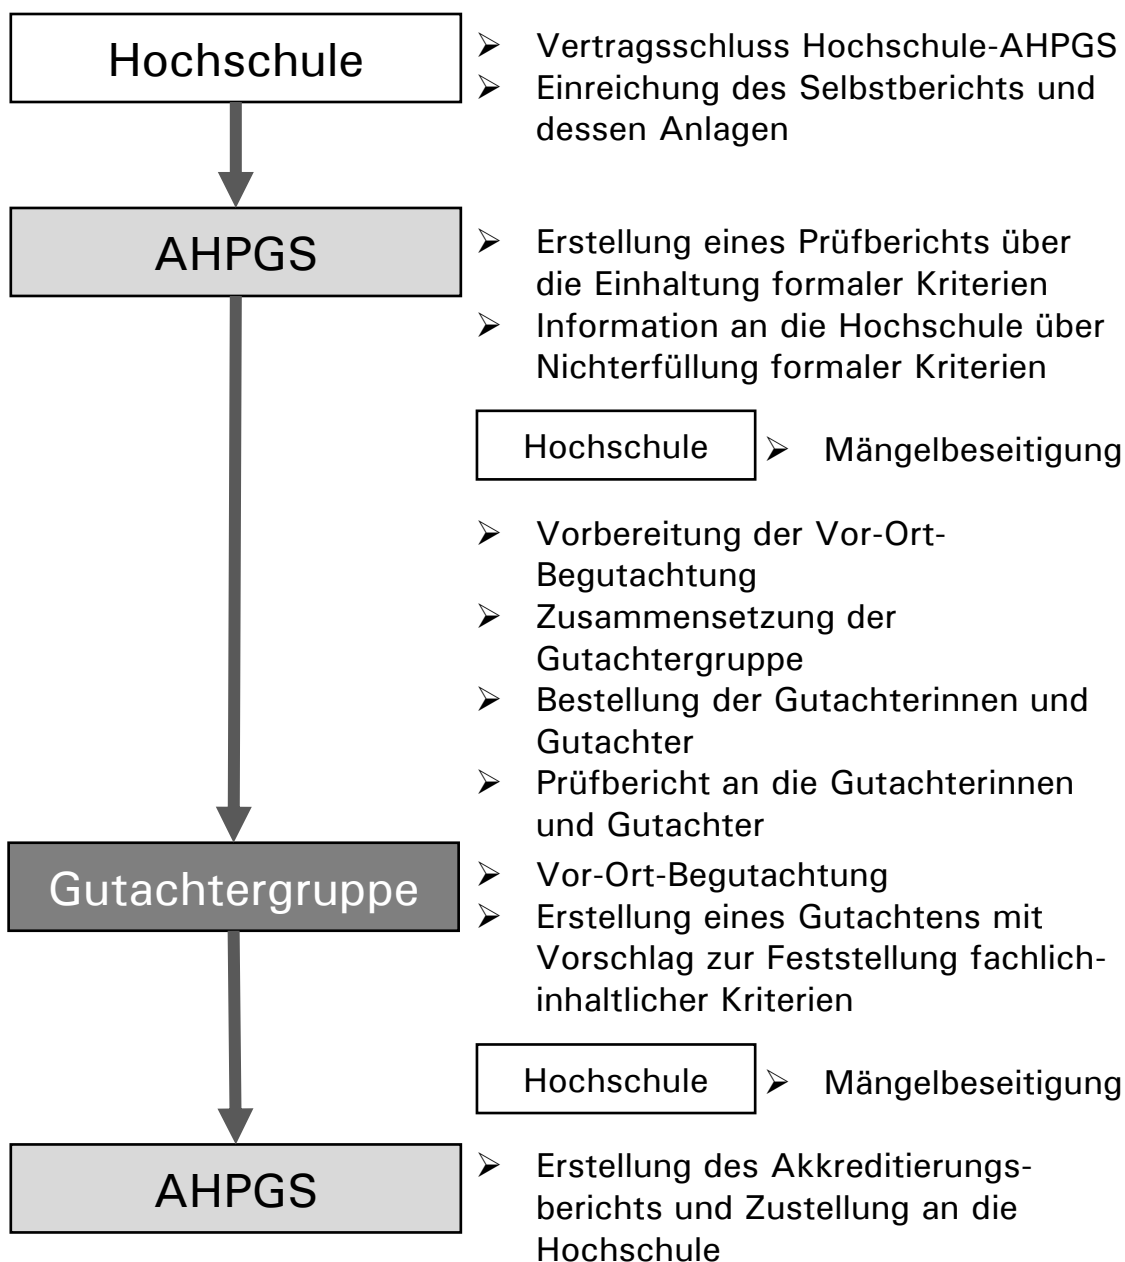 Hochschule
➢ Vertragsschluss Hochschule-AHPGS
➢ Einreichung des Selbstberichts und
dessen Anlagen
AHPGS
➢ Erstellung eines Prüfberichts über
die Einhaltung formaler Kriterien
➢ Information an die Hochschule über
Nichterfüllung formaler Kriterien
Hochschule
➢ Mängelbeseitigung
➢ Vorbereitung der Vor-Ort-
Begutachtung
➢ Zusammensetzung der
Gutachtergruppe
➢ Bestellung der Gutachterinnen und
Gutachter
➢ Prüfbericht an die Gutachterinnen
und Gutachter
Gutachtergruppe
➢ Vor-Ort-Begutachtung
➢ Erstellung eines Gutachtens mit
Vorschlag zur Feststellung fachlich-
inhaltlicher Kriterien
Hochschule
➢ Mängelbeseitigung
AHPGS
➢ Erstellung des Akkreditierungs-
berichts und Zustellung an die
Hochschule